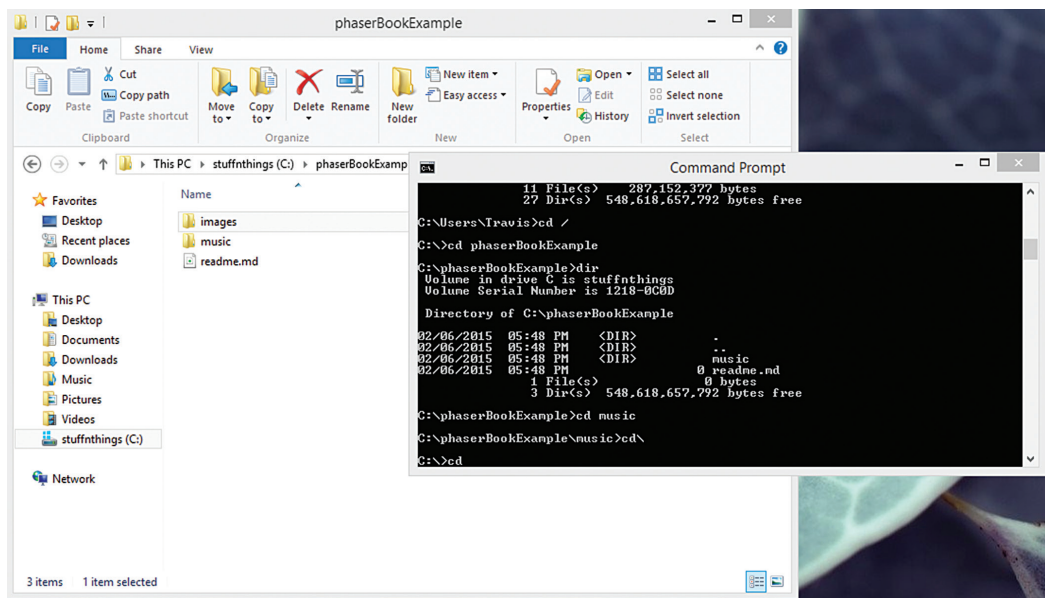 phaserBookExample
File Home Share View
Copy
Paste
Cut
Copy path
Paste shortcut
Clipboard
Move to
Copy to
Delete
Rename
Organize
New folder
New item
Easy access
New
Properties
Open
Edit
History
Open
Select all
Select none
Invert selection
Select
This PC stuffnthings (C:) phaserBookExamp
Favorites
Desktop
Recent places
Downloads
This PC
Desktop
Documents
Downloads
Music
Pictures
Videos
stuffnthings (C:)
Network
Name
images
music
readme.md
3 items 1 item selected
C:\
Command Prompt
11 File(s) 287,152,377 bytes
27 Dir(s) 548,618,657,792 bytes free
C:\Users\Travis>cd /
C:\>cd phaserBookExample
C:\phaserBookExample>dir
Volume in drive C is stuffnthings
Volume Serial Number is 1218-0C0D
Directory of C:\phaserBookExample
02/06/2015 05:48 PM <DIR> .
02/06/2015 05:48 PM <DIR> ..
02/06/2015 05:48 PM <DIR> music
02/06/2015 05:48 PM 0 readme.md
1 File(s) 0 bytes
3 Dir(s) 548,618,657,792 bytes free
C:\phaserBookExample>cd music
C:\phaserBookExample\music>cd\
C:\>cd